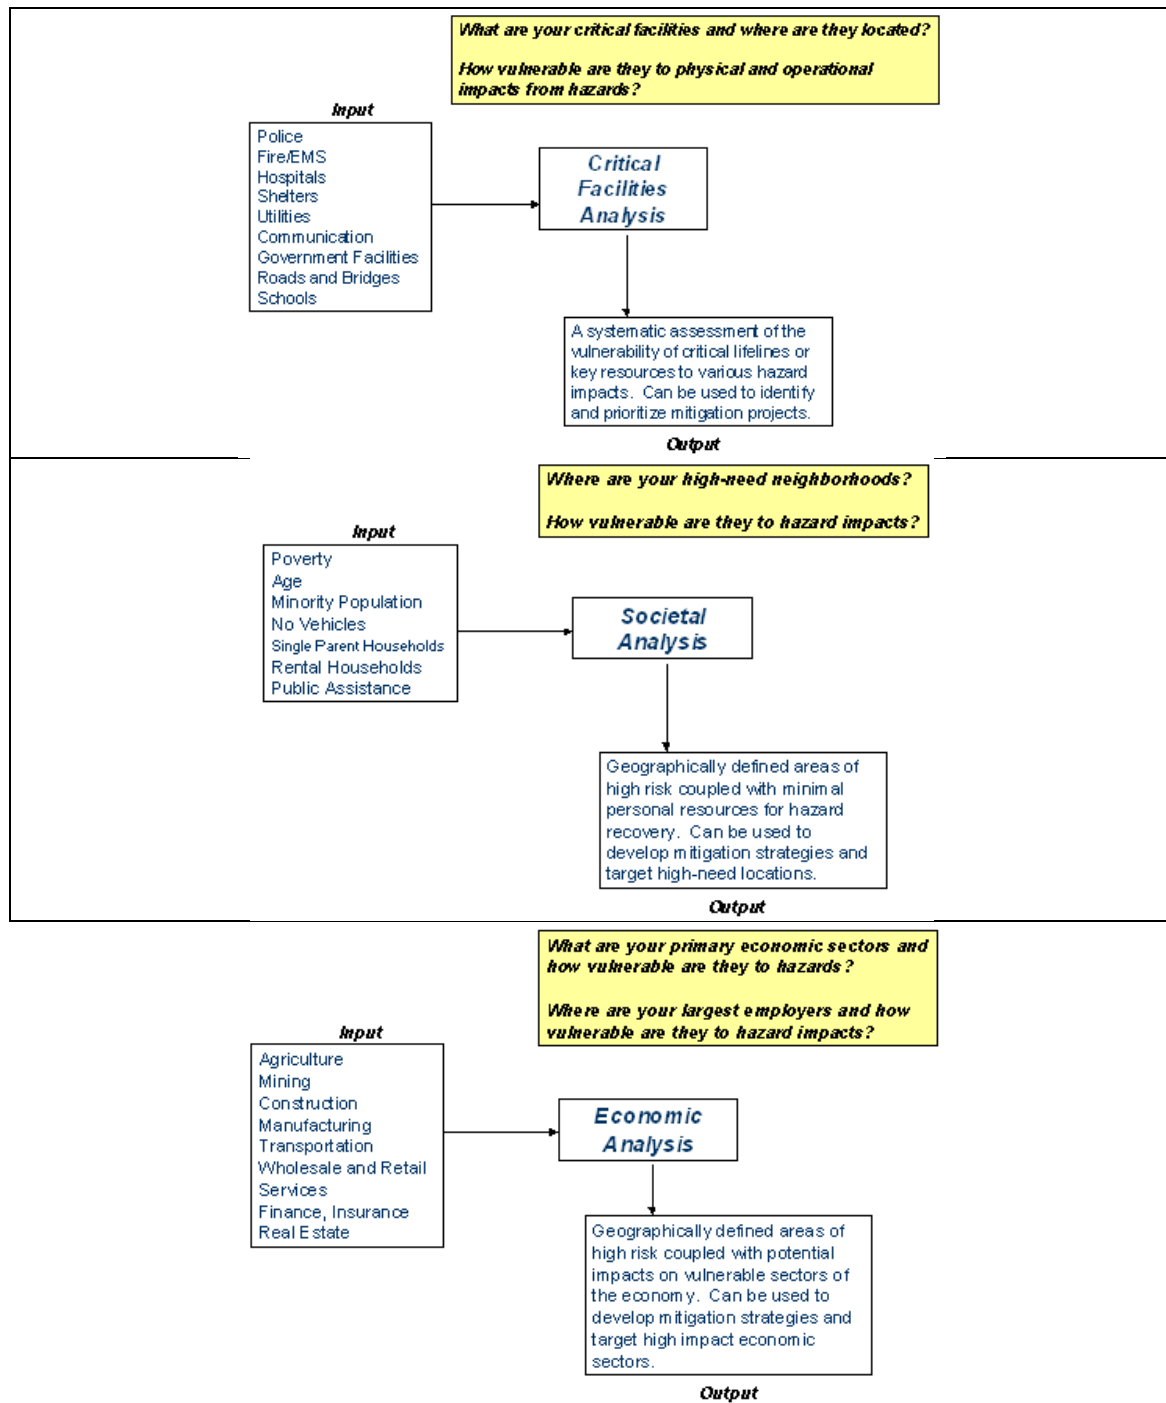 What are your critical facilities and where are they located?
How vulnerable are they to physical and operational
impacts from hazards?
Input
Police
Fire/EMS
Hospitals
Shelters
Utilities
Communication
Government Facilities
Roads and Bridges
Schools
Critical
Facilities
Analysis
A systematic assessment of the
vulnerability of critical lifelines or
key resources to various hazard
impacts. Can be used to identify
and prioritize mitigation projects.
Output
Where are your high-need neighborhoods?
How vulnerable are they to hazard impacts?
Input
Poverty
Age
Minority Population
No Vehicles
Single Parent Households
Rental Households
Public Assistance
Societal
Analysis
Geographically defined areas of
high risk coupled with minimal
personal resources for hazard
recovery. Can be used to
develop mitigation strategies and
target high-need locations.
Output
What are your primary economic sectors and
how vulnerable are they to hazards?
Where are your largest employers and how
vulnerable are they to hazard impacts?
Input
Agriculture
Mining
Construction
Manufacturing
Transportation
Wholesale and Retail
Services
Finance, Insurance
Real Estate
Economic
Analysis
Geographically defined areas of
high risk coupled with potential
impacts on vulnerable sectors of
the economy. Can be used to
develop mitigation strategies and
target high impact economic
sectors.
Output